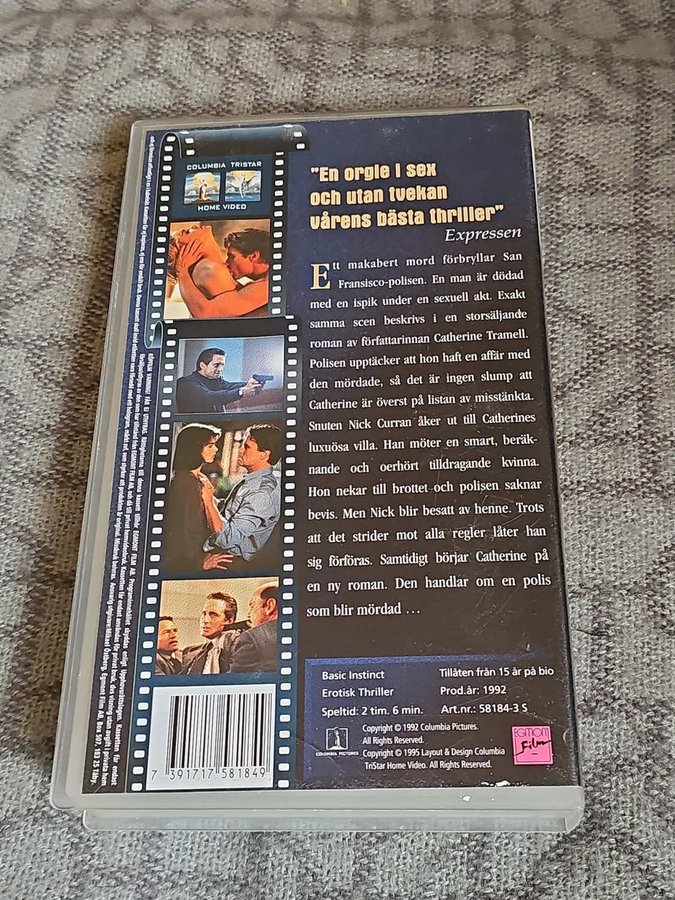 COLUMBIA TRISTAR
HOME VIDEO
"En orgie i sex
och utan tvekan
vårens bästa thriller"
Expressen
Ett makabert mord förbryllar San
Fransisco-polisen. En man är dödad
med en ispik under en sexuell akt. Exakt
samma scen beskrivs i en storsäljande
roman av författarinnan Catherine Tramell.
Polisen upptäcker att hon haft en affär med
den mördade, så det är ingen slump att
Catherine är överst på listan av misstänkta.
Snuten Nick Curran åker ut till Catherines
luxuösa villa. Han möter en smart, beräk-
nande och oerhört tilldragande kvinna.
Hon nekar till brottet och polisen saknar
bevis. Men Nick blir besatt av henne. Trots
att det strider mot alla regler låter han
sig förföras. Samtidigt börjar Catherine på
en ny roman. Den handlar om en polis
som blir mördad ...
Basic Instinct
Erotisk Thriller
Speltid: 2 tim. 6 min.
Tillåten från 15 år på bio
Prod.år: 1992
Art.nr.: 58184-3 S
COLUMBIA PICTURES
Copyright © 1992 Columbia Pictures.
All Rights Reserved.
Copyright © 1995 Layout & Design Columbia
TriStar Home Video. All Rights Reserved.
EGMONT
Film
7 391717 581849